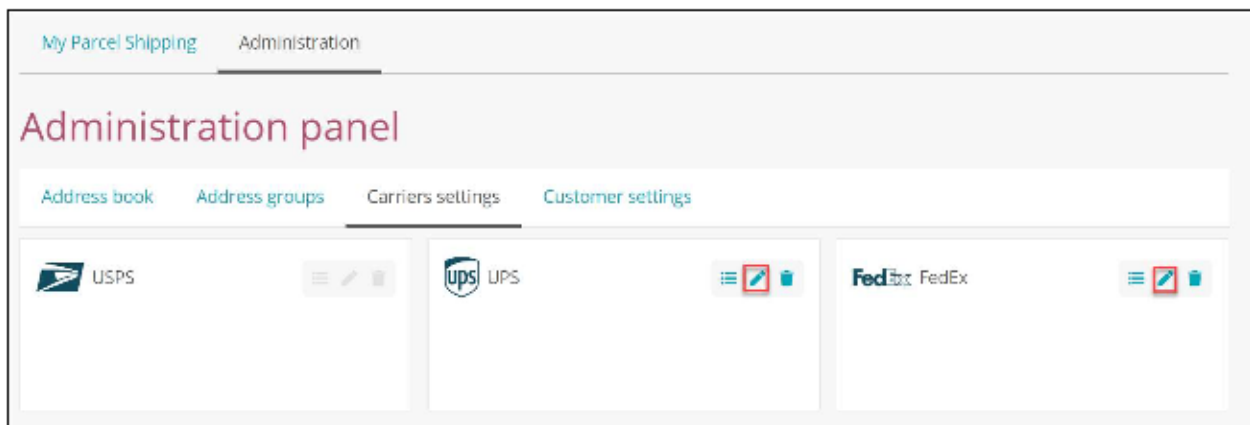 My Parcel Shipping Administration
Administration panel
Address book Address groups Carriers settings Customer settings
USPS ups UPS FedEx FedEx